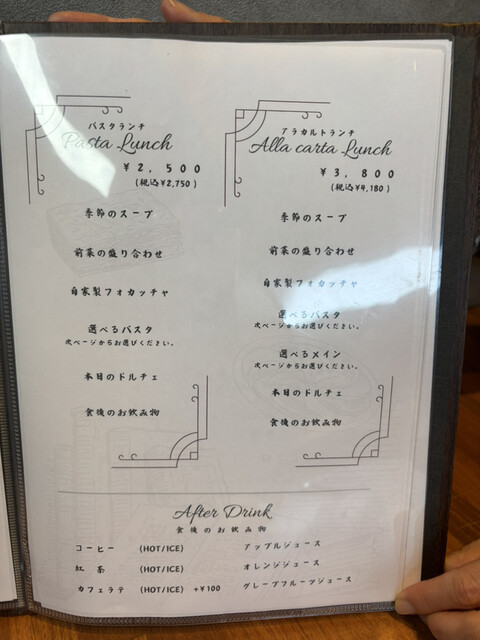 パスタランチ
Pasta Lunch
¥2,500
(税込¥2,750)
季節のスープ
前菜の盛り合わせ
自家製フォカッチャ
選べるパスタ
次ページからお選びください。
本日のドルチェ
食後のお飲み物
アラカルトランチ
Alla carta Lunch
¥3,800
(税込¥4,180)
季節のスープ
前菜の盛り合わせ
自家製フォカッチャ
選べるパスタ
次ページからお選びください。
選べるメイン
次ページからお選びください。
本日のドルチェ
食後のお飲み物
After Drink
食後のお飲み物
コーヒー (HOT/ICE)
紅茶 (HOT/ICE)
カフェラテ (HOT/ICE) +¥100
アップルジュース
オレンジジュース
グレープフルーツジュース